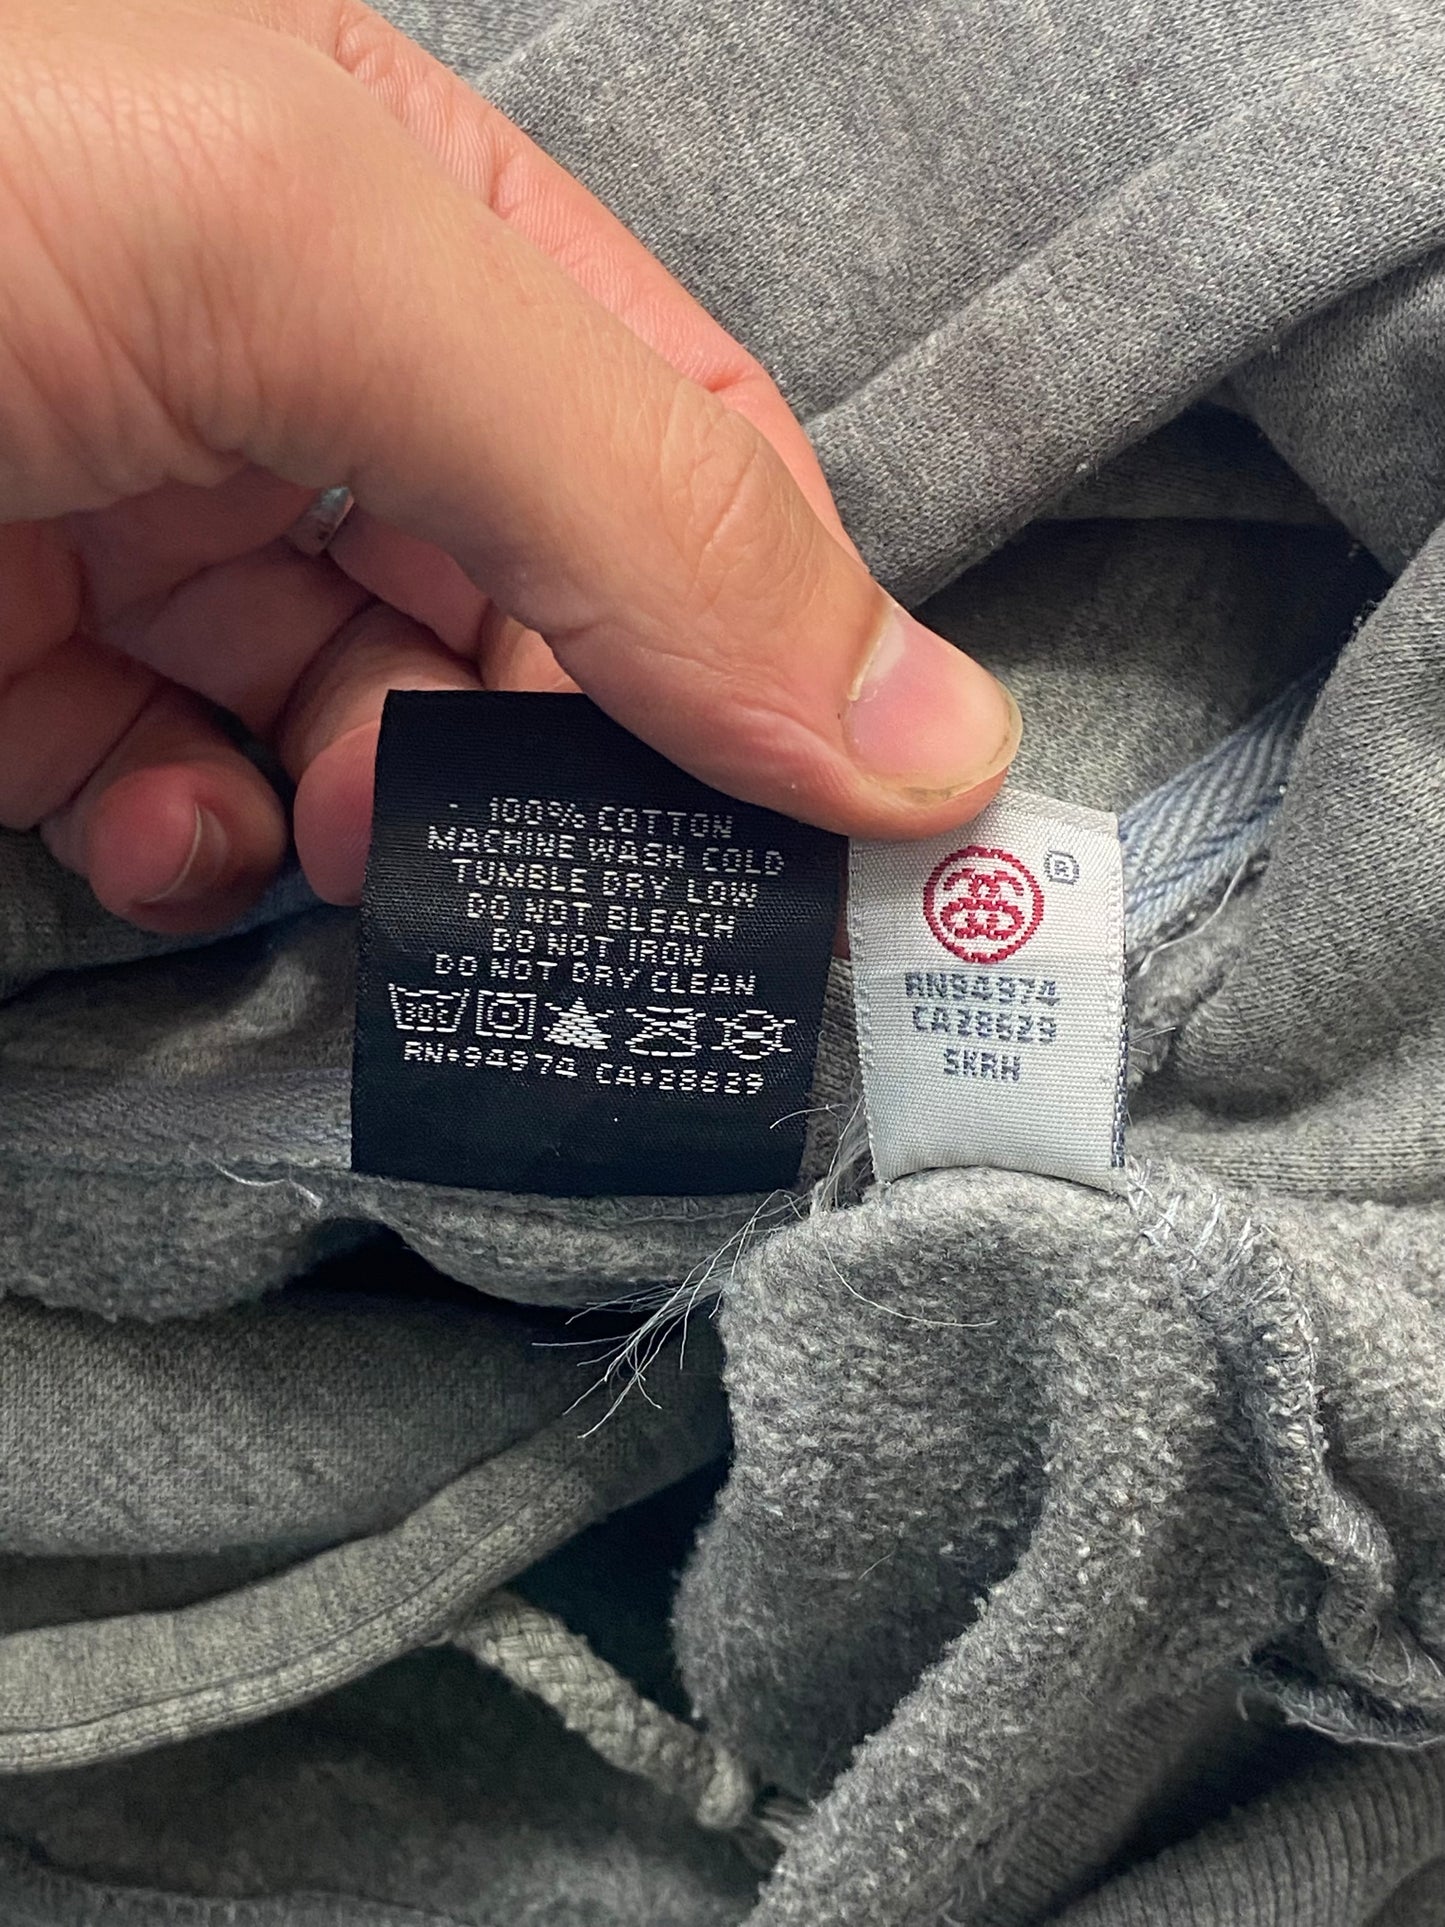 100% COTTON
MACHINE WASH COLD
TUMBLE DRY LOW
DO NOT BLEACH
DO NOT IRON
DO NOT DRY CLEAN
30C
RN+94974 CA+28629
®
RN94974
CA28629
SKRH